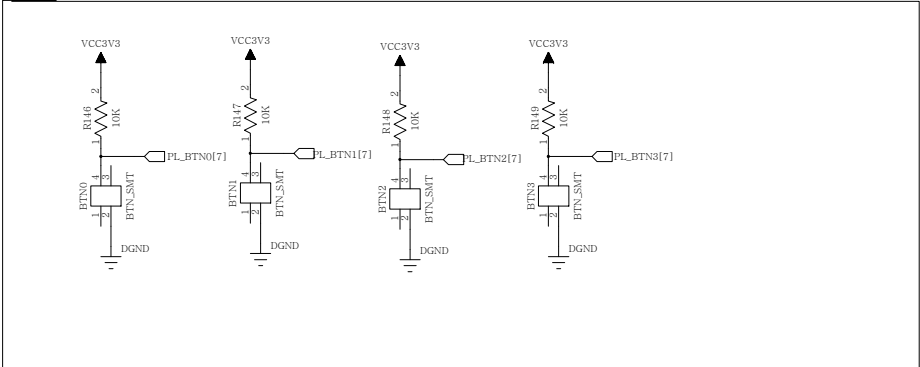 VCC3V3
2
R146
10K
1
PL_BTN0[7]
4
3
BTN0
BTN_SMT
1
2
DGND
VCC3V3
2
R147
10K
1
PL_BTN1[7]
4
3
BTN1
BTN_SMT
1
2
DGND
VCC3V3
2
R148
10K
1
PL_BTN2[7]
4
3
BTN2
BTN_SMT
1
2
DGND
VCC3V3
2
R149
10K
1
PL_BTN3[7]
4
3
BTN3
BTN_SMT
1
2
DGND